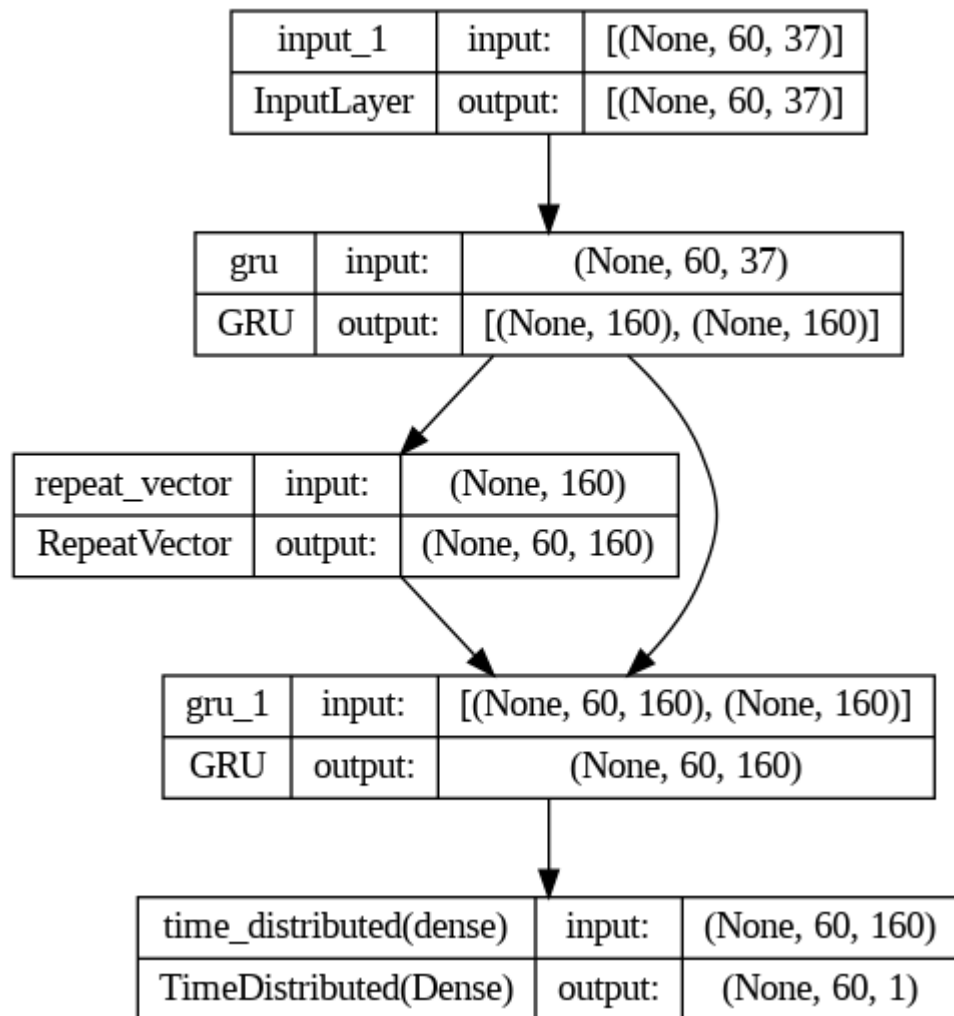 input_1 input: [(None, 60, 37)]
InputLayer output: [(None, 60, 37)]
gru input: (None, 60, 37)
GRU output: [(None, 160), (None, 160)]
repeat_vector input: (None, 160)
RepeatVector output: (None, 60, 160)
gru_1 input: [(None, 60, 160), (None, 160)]
GRU output: (None, 60, 160)
time_distributed(dense) input: (None, 60, 160)
TimeDistributed(Dense) output: (None, 60, 1)